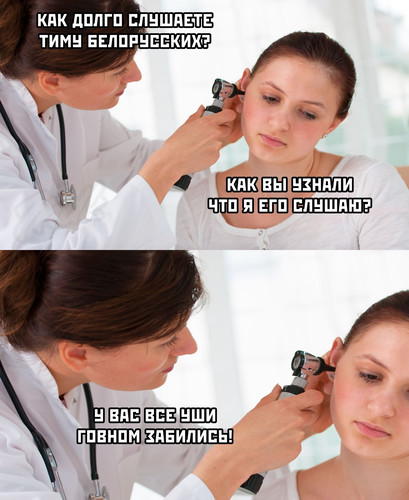 КАК ДОЛГО СЛУШАЕТЕ
ТИМУ БЕЛОРУССКИХ?
КАК ВЫ УЗНАЛИ
ЧТО Я ЕГО СЛУШАЮ?
У ВАС ВСЕ УШИ
ГОВНОМ ЗАБИЛИСЬ!